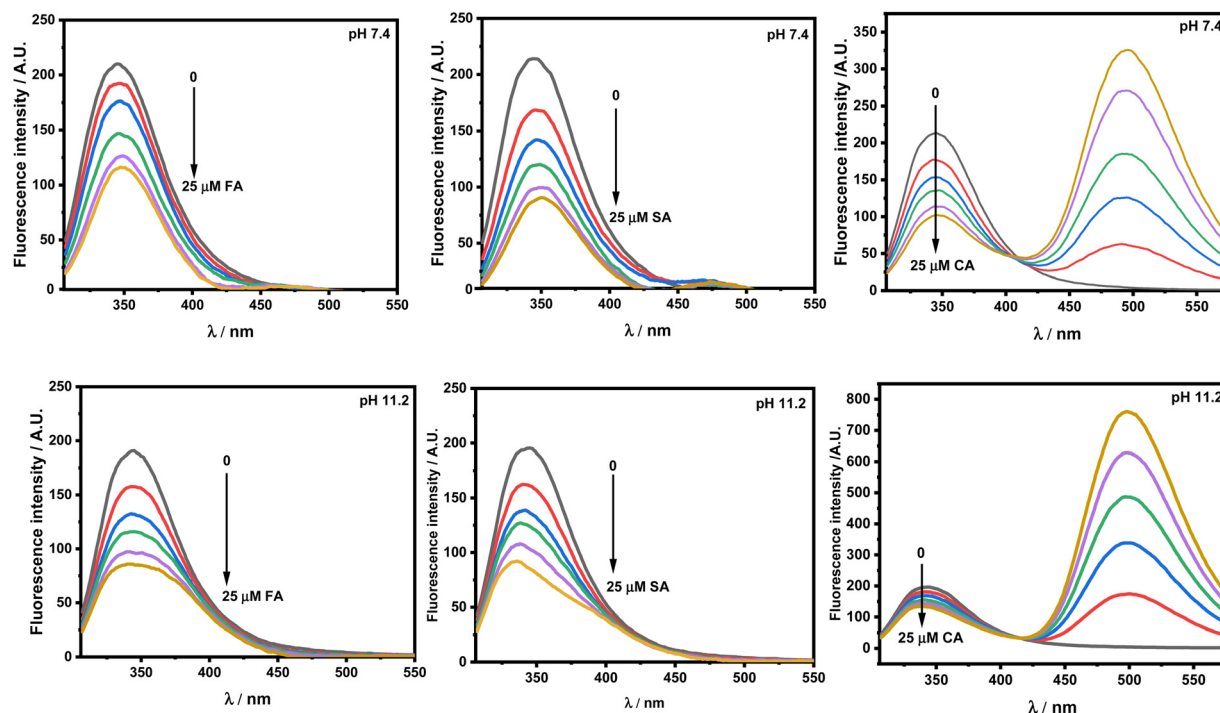 250
200
150
100
50
0
Fluorescence intensity / A.U.
pH 7.4
0
25 μM FA
350 400 450 500 550
λ / nm
250
200
150
100
50
0
Fluorescence intensity / A.U.
pH 7.4
0
25 μM SA
350 400 450 500 550
λ / nm
350
300
250
200
150
100
50
0
Fluorescence intensity /A.U.
pH 7.4
0
25 μM CA
350 400 450 500 550
λ / nm
250
200
150
100
50
0
Fluorescence intensity / A.U.
pH 11.2
0
25 μM FA
350 400 450 500 550
λ / nm
250
200
150
100
50
0
Fluorescence intensity / A.U.
pH 11.2
0
25 μM SA
350 400 450 500 550
λ / nm
800
700
600
500
400
300
200
100
0
Fluorescence intensity /A.U.
pH 11.2
0
25 μM CA
350 400 450 500 550
λ / nm